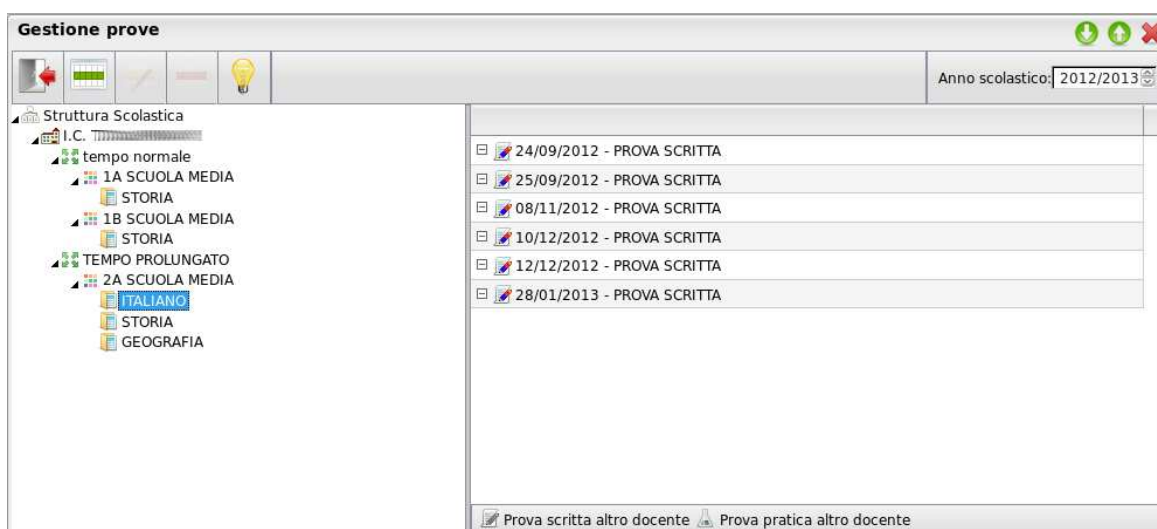 Gestione prove
Anno scolastico: 2012/2013
Struttura Scolastica
I.C.
tempo normale
1A SCUOLA MEDIA
STORIA
1B SCUOLA MEDIA
STORIA
TEMPO PROLUNGATO
2A SCUOLA MEDIA
ITALIANO
STORIA
GEOGRAFIA
24/09/2012 - PROVA SCRITTA
25/09/2012 - PROVA SCRITTA
08/11/2012 - PROVA SCRITTA
10/12/2012 - PROVA SCRITTA
12/12/2012 - PROVA SCRITTA
28/01/2013 - PROVA SCRITTA
Prova scritta altro docente Prova pratica altro docente